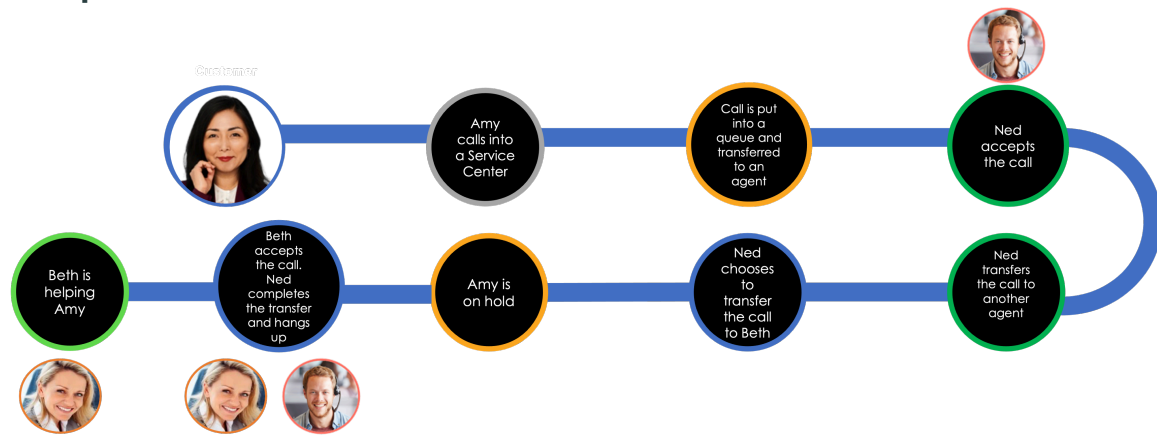 Customer
Amy
calls into
a Service
Center
Call is put
into a
queue and
transferred
to an
agent
Ned
accepts
the call
Ned
transfers
the call to
another
agent
Ned
chooses
to
transfer
the call
to Beth
Amy is
on hold
Beth
accepts
the call.
Ned
completes
the transfer
and hangs
up
Beth is
helping
Amy